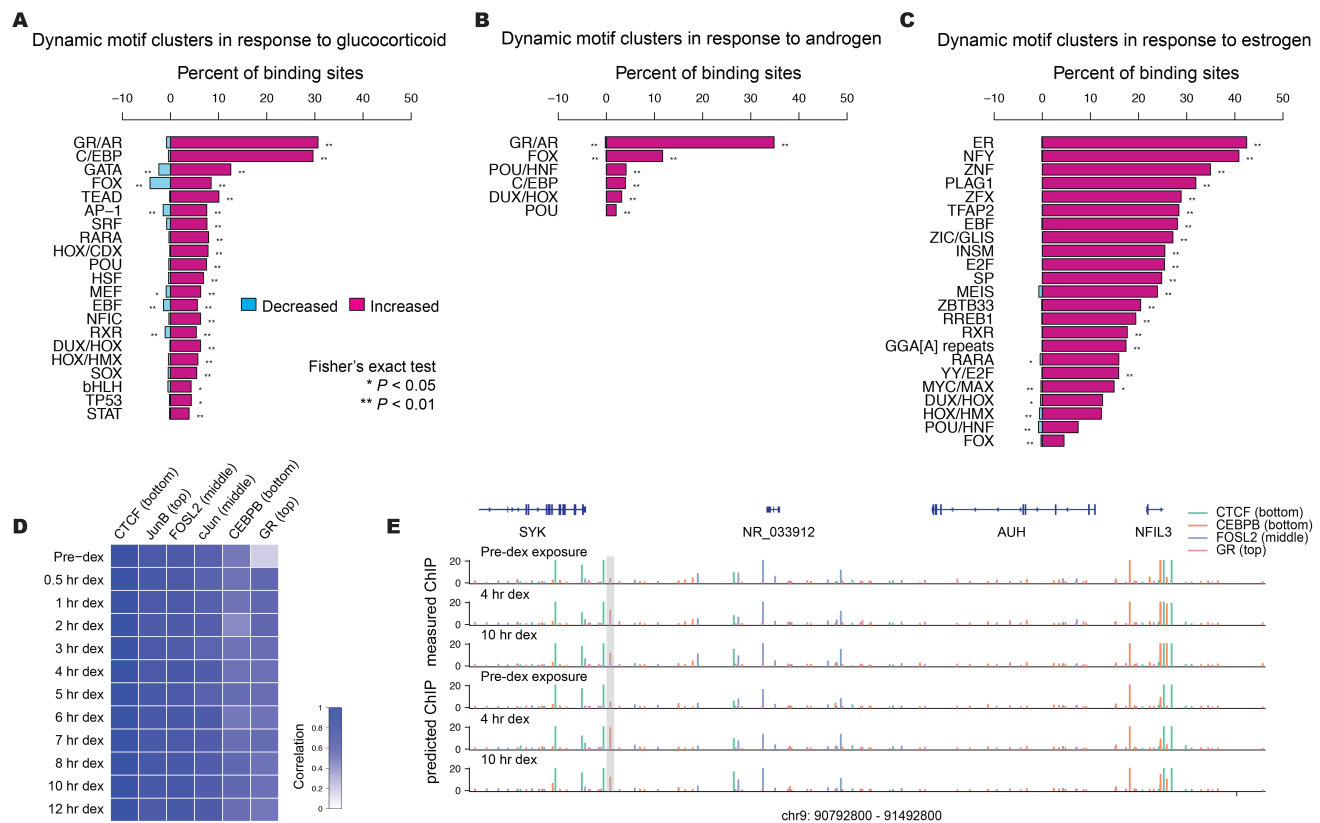 A
Dynamic motif clusters in response to glucocorticoid
Percent of binding sites
−10 0 10 20 30 40 50
GR/AR **
C/EBP **
GATA ** **
FOX ** **
TEAD **
AP−1 ** **
SRF **
RARA **
HOX/CDX **
POU **
HSF **
MEF * **
EBF ** **
NFIC **
RXR ** **
DUX/HOX **
HOX/HMX **
SOX **
bHLH *
TP53 *
STAT **
Decreased Increased
Fisher's exact test
* P < 0.05
** P < 0.01
B
Dynamic motif clusters in response to androgen
Percent of binding sites
−10 0 10 20 30 40 50
GR/AR ** **
FOX ** **
POU/HNF **
C/EBP **
DUX/HOX **
POU **
C
Dynamic motif clusters in response to estrogen
Percent of binding sites
−10 0 10 20 30 40 50
ER **
NFY **
ZNF **
PLAG1 **
ZFX **
TFAP2 **
EBF **
ZIC/GLIS **
INSM **
E2F **
SP **
MEIS **
ZBTB33 **
RREB1 **
RXR **
GGA[A] repeats **
RARA *
YY/E2F
MYC/MAX ** *
DUX/HOX *
HOX/HMX **
POU/HNF **
FOX **
D
CTCF (bottom)
JunB (top)
FOSL2 (middle)
cJun (middle)
CEBPB (bottom)
GR (top)
Pre−dex
0.5 hr dex
1 hr dex
2 hr dex
3 hr dex
4 hr dex
5 hr dex
6 hr dex
7 hr dex
8 hr dex
10 hr dex
12 hr dex
Correlation
1
0.8
0.6
0.4
0.2
0
E
SYK NR_033912 AUH NFIL3
CTCF (bottom)
CEBPB (bottom)
FOSL2 (middle)
GR (top)
measured ChIP
Pre-dex exposure
20
0
4 hr dex
20
0
10 hr dex
20
0
predicted ChIP
Pre-dex exposure
20
0
4 hr dex
20
0
10 hr dex
20
0
chr9: 90792800 - 91492800